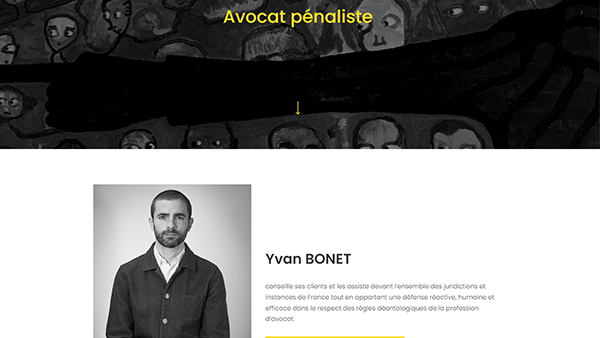 Avocat pénaliste
Yvan BONET
conseille ses clients et les assiste devant l'ensemble des juridictions et
instances de France tout en apportant une défense réactive, humaine et
efficace dans le respect des règles déontologiques de la profession
d'avocat.